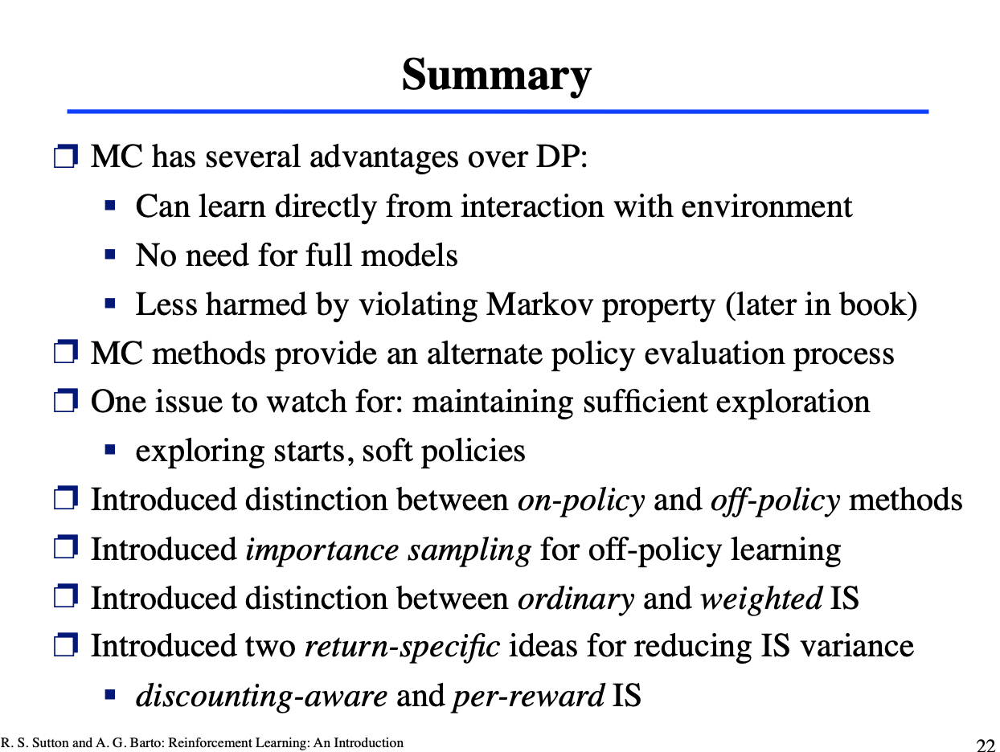 Summary
MC has several advantages over DP:
Can learn directly from interaction with environment
No need for full models
Less harmed by violating Markov property (later in book)
MC methods provide an alternate policy evaluation process
One issue to watch for: maintaining sufficient exploration
exploring starts, soft policies
Introduced distinction between on-policy and off-policy methods
Introduced importance sampling for off-policy learning
Introduced distinction between ordinary and weighted IS
Introduced two return-specific ideas for reducing IS variance
discounting-aware and per-reward IS
R. S. Sutton and A. G. Barto: Reinforcement Learning: An Introduction
22